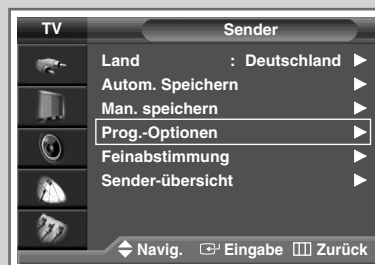 TV Sender
Land : Deutschland
Autom. Speichern
Man. speichern
Prog.-Optionen
Feinabstimmung
Sender-übersicht
Navig. Eingabe Zurück